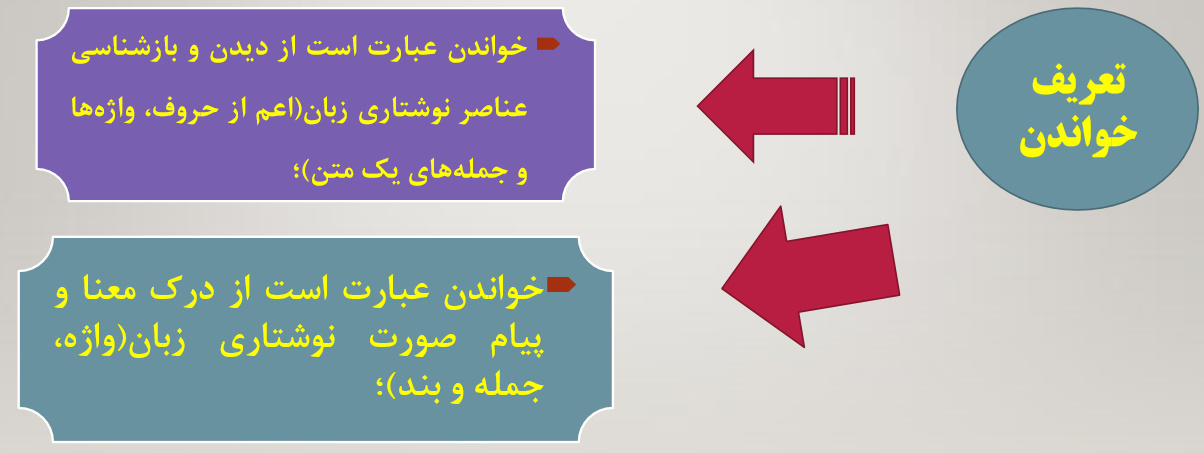 تعریف
خواندن
خواندن عبارت است از دیدن و بازشناسی
عناصر نوشتاری زبان(اعم از حروف، واژه‌ها
و جمله‌های یک متن)؛
خواندن عبارت است از درک معنا و
پیام صورت نوشتاری زبان(واژه،
جمله و بند)؛